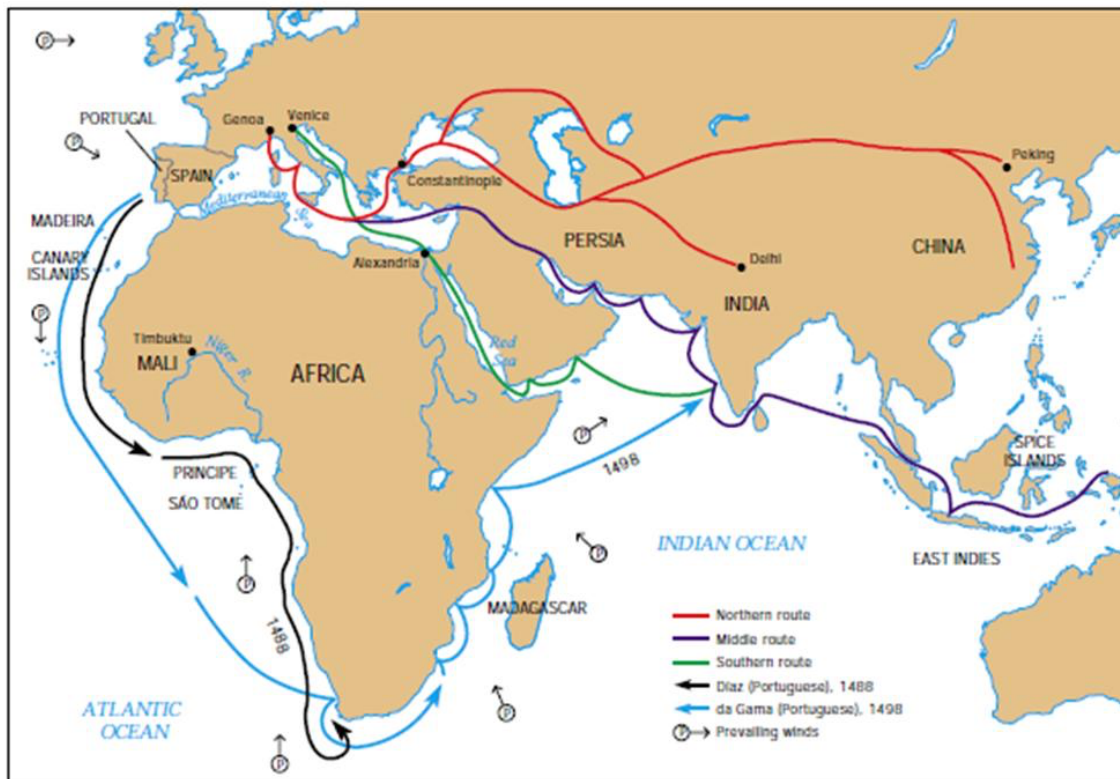 P
PORTUGAL
Genoa
Venice
P
SPAIN
Constantinople
Peking
Mediterranean
S.
MADEIRA
PERSIA
CHINA
CANARY
ISLANDS
Alexandria
Delhi
INDIA
P
Timbuktu
MALI
Niger R.
AFRICA
Red
Sea
P
1498
SPICE
ISLANDS
PRINCIPE
SÃO TOMÉ
INDIAN OCEAN
P
EAST INDIES
P
MADAGASCAR
1488
Northern route
Middle route
Southern route
Diaz (Portuguese), 1488
da Gama (Portuguese), 1498
P Prevailing winds
P
P
ATLANTIC
OCEAN